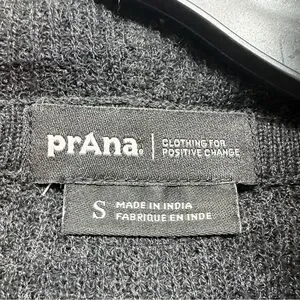 prAna. | CLOTHING FOR
POSITIVE CHANGE
S MADE IN INDIA
FABRIQUE EN INDE